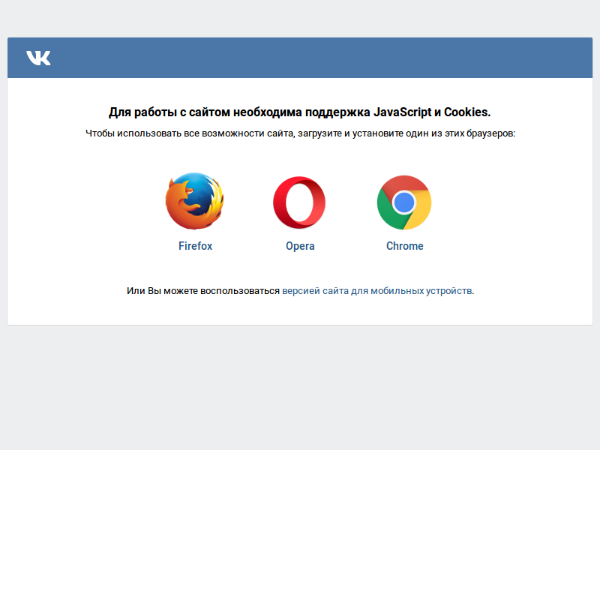 Для работы с сайтом необходима поддержка JavaScript и Cookies.
Чтобы использовать все возможности сайта, загрузите и установите один из этих браузеров:
Firefox
Opera
Chrome
Или Вы можете воспользоваться версией сайта для мобильных устройств.